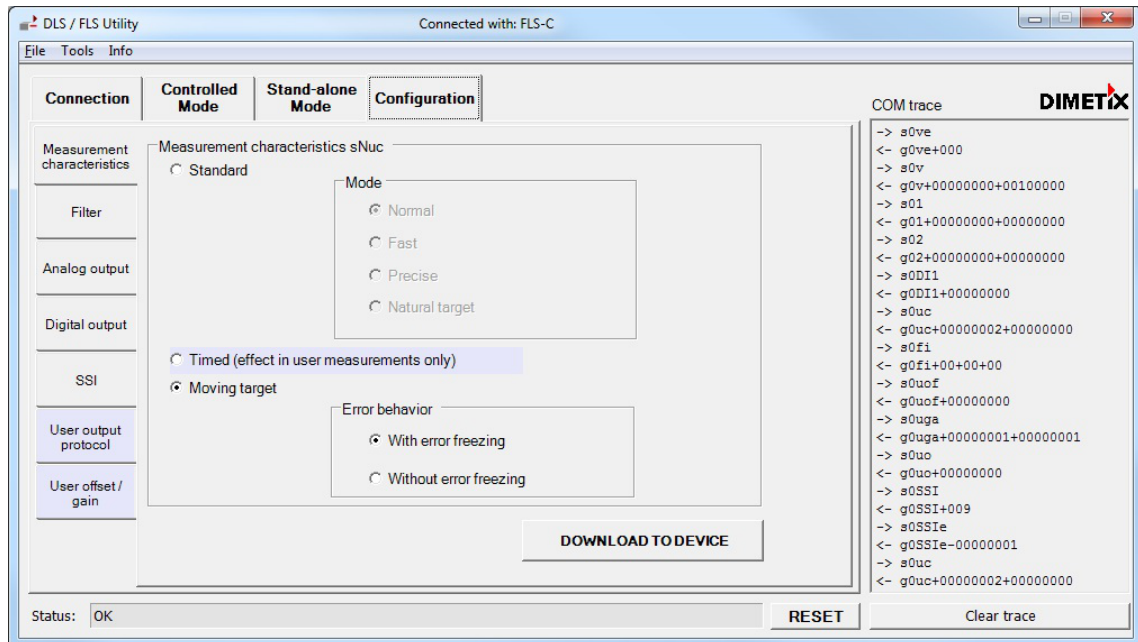 DLS / FLS Utility
Connected with: FLS-C
File Tools Info
Connection
Controlled
Mode
Stand-alone
Mode
Configuration
Measurement
characteristics
Filter
Analog output
Digital output
SSI
User output
protocol
User offset /
gain
Measurement characteristics sNuc
Standard
Mode
Normal
Fast
Precise
Natural target
Timed (effect in user measurements only)
Moving target
Error behavior
With error freezing
Without error freezing
DOWNLOAD TO DEVICE
COM trace
DIMETIX
-> s0ve
<- g0ve+000
-> s0v
<- g0v+00000000+00100000
-> s01
<- g01+00000000+00000000
-> s02
<- g02+00000000+00000000
-> s0DI1
<- g0DI1+00000000
-> s0uc
<- g0uc+00000002+00000000
-> s0fi
<- g0fi+00+00+00
-> s0uof
<- g0uof+00000000
-> s0uga
<- g0uga+00000001+00000001
-> s0uo
<- g0uo+00000000
-> s0SSI
<- g0SSI+009
-> s0SSIe
<- g0SSIe-00000001
-> s0uc
<- g0uc+00000002+00000000
Status: OK
RESET
Clear trace